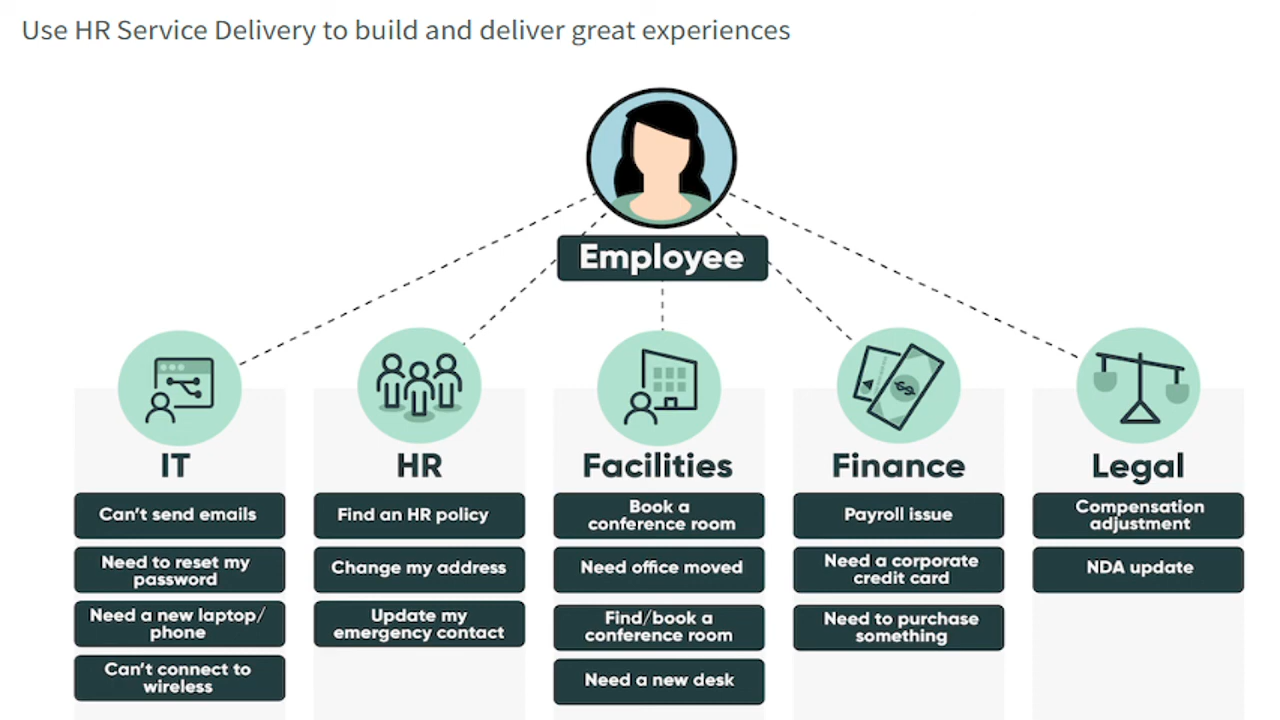 Use HR Service Delivery to build and deliver great experiences
Employee
IT
Can't send emails
Need to reset my
password
Need a new laptop/
phone
Can't connect to
wireless
HR
Find an HR policy
Change my address
Update my
emergency contact
Facilities
Book a
conference room
Need office moved
Find/book a
conference room
Need a new desk
Finance
Payroll issue
Need a corporate
credit card
Need to purchase
something
Legal
Compensation
adjustment
NDA update